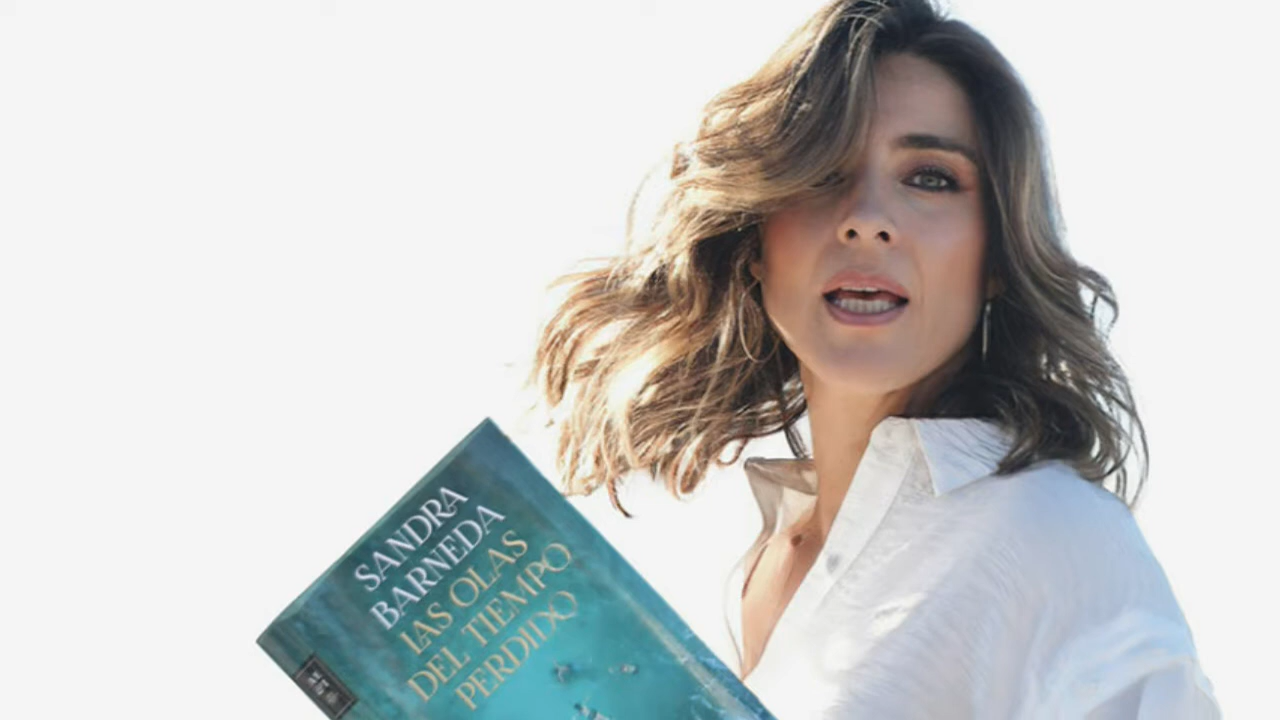 SANDRA
BARNEDA
LAS OLAS
DEL TIEMPO
PERDIDO